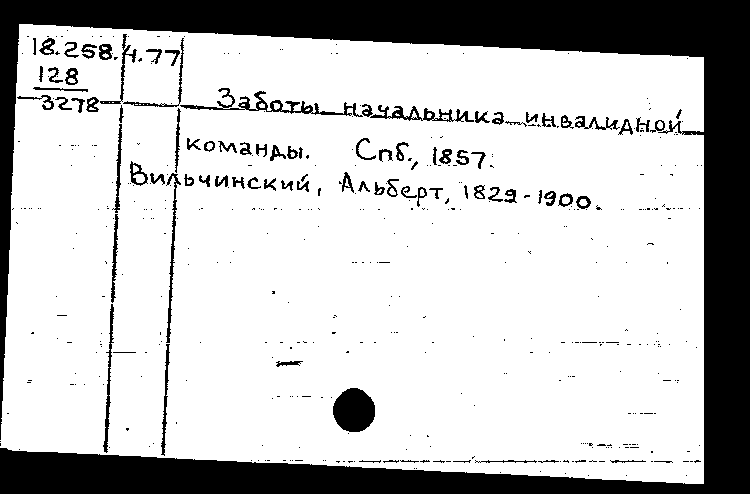 18.258.4.77
128
3278
Заботы начальника инвалидной
команды. Спб., 1857.
Вильчинский, Альберт, 1829-1900.